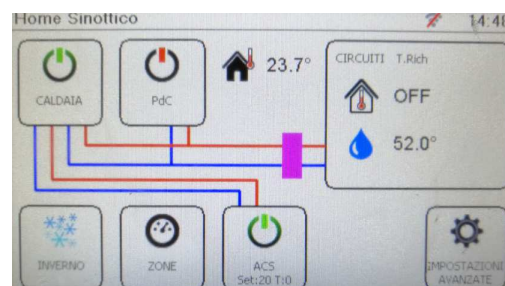 Home Sinottico
14:48
CALDAIA
PdC
23.7°
CIRCUITI T.Rich
OFF
52.0°
INVERNO
ZONE
ACS
Set:20 T:0
IMPOSTAZIONI
AVANZATE